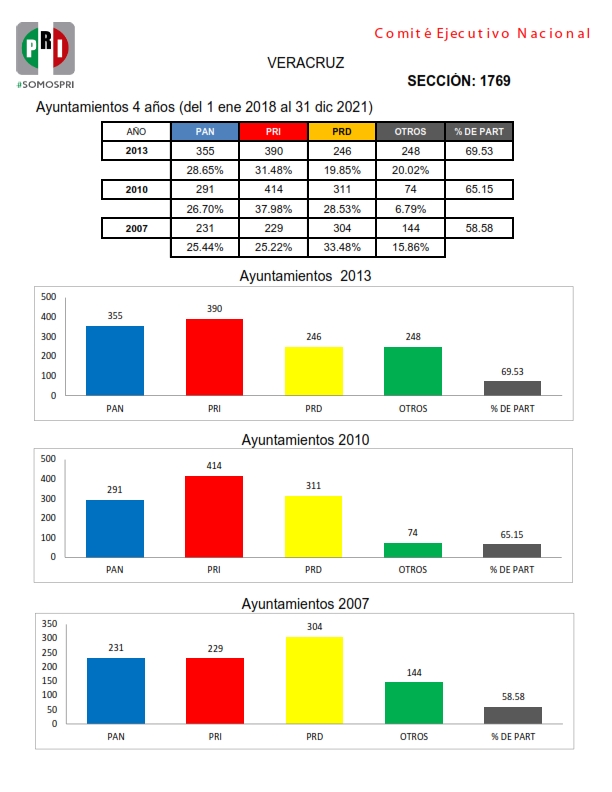 Comité Ejecutivo Nacional
PRI
#SOMOSPRI
VERACRUZ
SECCIÓN: 1769
Ayuntamientos 4 años (del 1 ene 2018 al 31 dic 2021)
AÑO PAN PRI PRD OTROS % DE PART
2013 355 390 246 248 69.53
28.65% 31.48% 19.85% 20.02%
2010 291 414 311 74 65.15
26.70% 37.98% 28.53% 6.79%
2007 231 229 304 144 58.58
25.44% 25.22% 33.48% 15.86%
Ayuntamientos 2013
500
400
300
200
100
0
355 390 246 248 69.53
PAN PRI PRD OTROS % DE PART
Ayuntamientos 2010
500
400
300
200
100
0
291 414 311 74 65.15
PAN PRI PRD OTROS % DE PART
Ayuntamientos 2007
350
300
250
200
150
100
50
0
231 229 304 144 58.58
PAN PRI PRD OTROS % DE PART